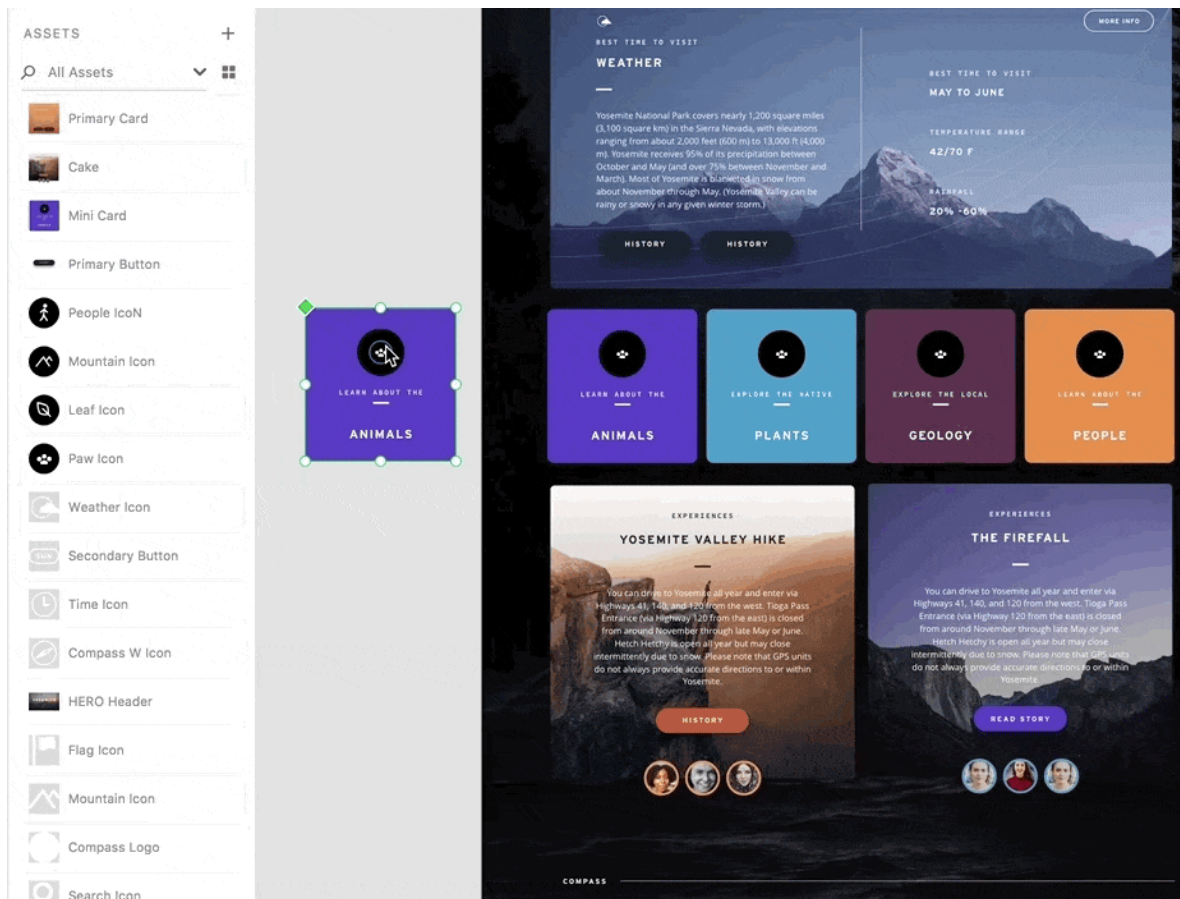 ASSETS
All Assets
Primary Card
Cake
Mini Card
Primary Button
People IcoN
Mountain Icon
Leaf Icon
Paw Icon
Weather Icon
Secondary Button
Time Icon
Compass W Icon
HERO Header
Flag Icon
Mountain Icon
Compass Logo
Search Icon
LEARN ABOUT THE
ANIMALS
MORE INFO
BEST TIME TO VISIT
WEATHER
Yosemite National Park covers nearly 1,200 square miles
(3,100 square km) in the Sierra Nevada, with elevations
ranging from about 2,000 feet (600 m) to 13,000 ft (4,000
m). Yosemite receives 95% of its precipitation between
October and May (and over 75% between November and
March). Most of Yosemite is blanketed in snow from
about November through May. (Yosemite Valley can be
rainy or snowy in any given winter storm.)
HISTORY
HISTORY
BEST TIME TO VISIT
MAY TO JUNE
TEMPERATURE RANGE
42/70 F
RAINFALL
20% -60%
LEARN ABOUT THE
ANIMALS
EXPLORE THE NATIVE
PLANTS
EXPLORE THE LOCAL
GEOLOGY
LEARN ABOUT THE
PEOPLE
EXPERIENCES
YOSEMITE VALLEY HIKE
You can drive to Yosemite all year and enter via
Highways 41, 140, and 120 from the west. Tioga Pass
Entrance (via Highway 120 from the east) is closed
from around November through late May or June.
Hetch Hetchy is open all year but may close
intermittently due to snow. Please note that GPS units
do not always provide accurate directions to or within
Yosemite.
HISTORY
EXPERIENCES
THE FIREFALL
You can drive to Yosemite all year and enter via
Highways 41, 140, and 120 from the west. Tioga Pass
Entrance (via Highway 120 from the east) is closed
from around November through late May or June.
Hetch Hetchy is open all year but may close
intermittently due to snow. Please note that GPS units
do not always provide accurate directions to or within
Yosemite.
READ STORY
COMPASS